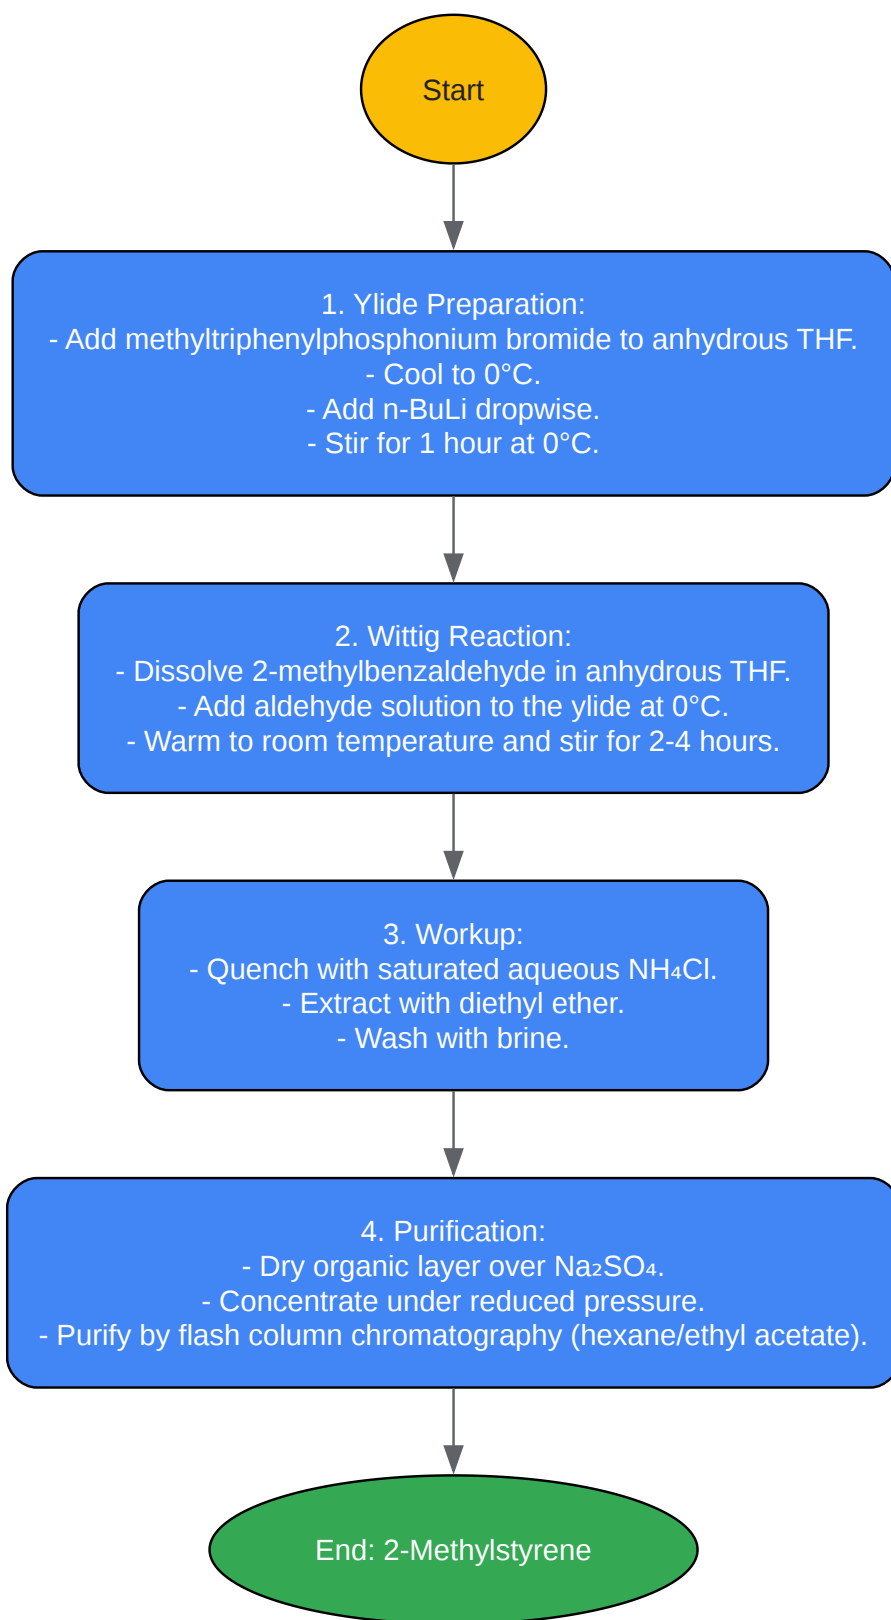 Start
1. Ylide Preparation:
- Add methyltriphenylphosphonium bromide to anhydrous THF.
- Cool to 0°C.
- Add n-BuLi dropwise.
- Stir for 1 hour at 0°C.
2. Wittig Reaction:
- Dissolve 2-methylbenzaldehyde in anhydrous THF.
- Add aldehyde solution to the ylide at 0°C.
- Warm to room temperature and stir for 2-4 hours.
3. Workup:
- Quench with saturated aqueous NH₄Cl.
- Extract with diethyl ether.
- Wash with brine.
4. Purification:
- Dry organic layer over Na₂SO₄.
- Concentrate under reduced pressure.
- Purify by flash column chromatography (hexane/ethyl acetate).
End: 2-Methylstyrene